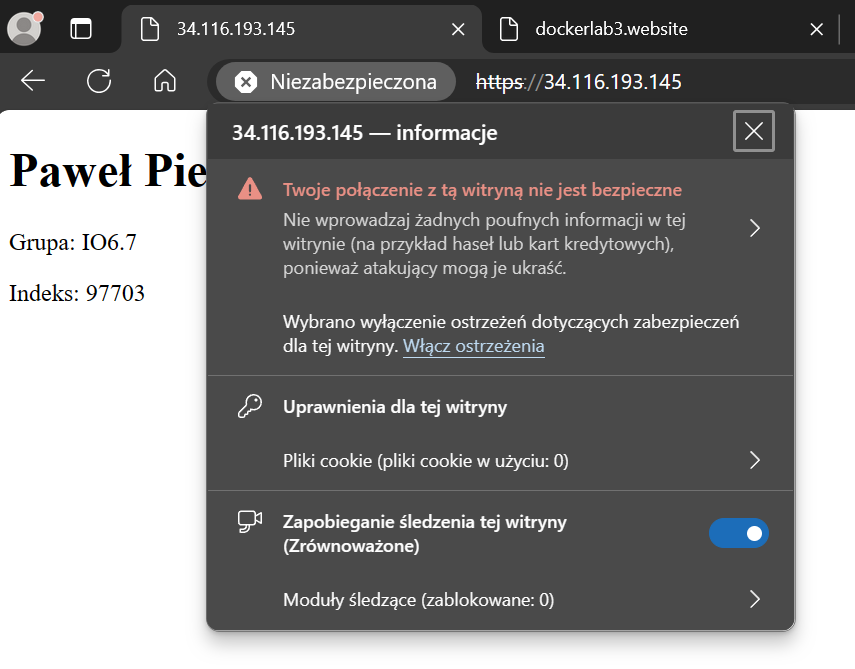 34.116.193.145
dockerlab3.website
Niezabezpieczona
https://34.116.193.145
34.116.193.145 — informacje
Paweł Pie
Grupa: IO6.7
Indeks: 97703
Twoje połączenie z tą witryną nie jest bezpieczne
Nie wprowadzaj żadnych poufnych informacji w tej
witrynie (na przykład haseł lub kart kredytowych),
ponieważ atakujący mogą je ukraść.
Wybrano wyłączenie ostrzeżeń dotyczących zabezpieczeń
dla tej witryny. Włącz ostrzeżenia
Uprawnienia dla tej witryny
Pliki cookie (pliki cookie w użyciu: 0)
Zapobieganie śledzenia tej witryny
(Zrównoważone)
Moduły śledzące (zablokowane: 0)